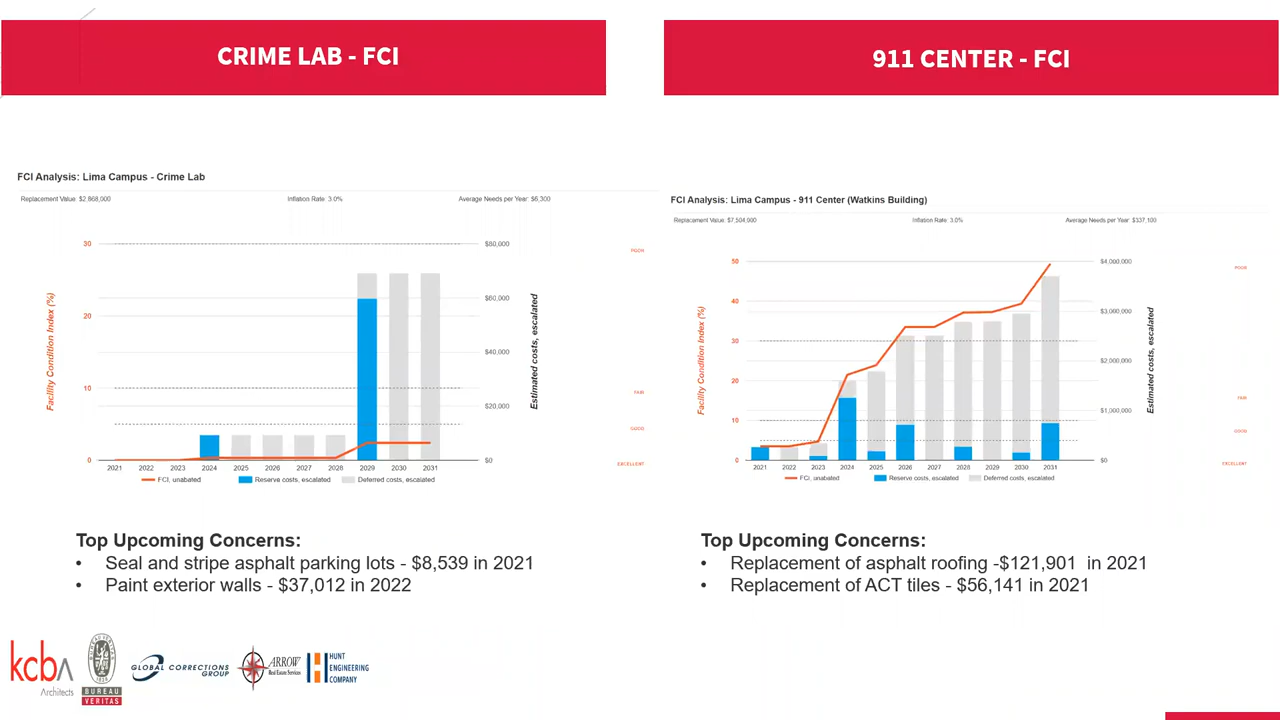 CRIME LAB - FCI
FCI Analysis: Lima Campus - Crime Lab
Replacement Value: $2,868,000
Inflation Rate: 3.0%
Average Needs per Year: $6,300
30
20
10
0
Facility Condition Index (%)
$80,000
$60,000
$40,000
$20,000
$0
Estimated costs, escalated
POOR
FAIR
GOOD
EXCELLENT
2021 2022 2023 2024 2025 2026 2027 2028 2029 2030 2031
FCI, unabated
Reserve costs, escalated
Deferred costs, escalated
Top Upcoming Concerns:
• Seal and stripe asphalt parking lots - $8,539 in 2021
• Paint exterior walls - $37,012 in 2022
911 CENTER - FCI
FCI Analysis: Lima Campus - 911 Center (Watkins Building)
Replacement Value: $7,504,000
Inflation Rate: 3.0%
Average Needs per Year: $337,100
50
40
30
20
10
0
Facility Condition Index (%)
$4,000,000
$3,000,000
$2,000,000
$1,000,000
$0
Estimated costs, escalated
POOR
FAIR
GOOD
EXCELLENT
2021 2022 2023 2024 2025 2026 2027 2028 2029 2030 2031
FCI, unabated
Reserve costs, escalated
Deferred costs, escalated
Top Upcoming Concerns:
• Replacement of asphalt roofing -$121,901 in 2021
• Replacement of ACT tiles - $56,141 in 2021
kcba
Architects
BUREAU VERITAS
1828
BUREAU
VERITAS
GLOBAL CORRECTIONS
GROUP
ARROW
Real Estate Services
HUNT
ENGINEERING
COMPANY